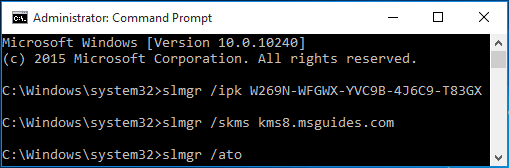 Administrator: Command Prompt
Microsoft Windows [Version 10.0.10240]
(c) 2015 Microsoft Corporation. All rights reserved.
C:\Windows\system32>slmgr /ipk W269N-WFGWX-YVC9B-4J6C9-T83GX
C:\Windows\system32>slmgr /skms kms8.msguides.com
C:\Windows\system32>slmgr /ato